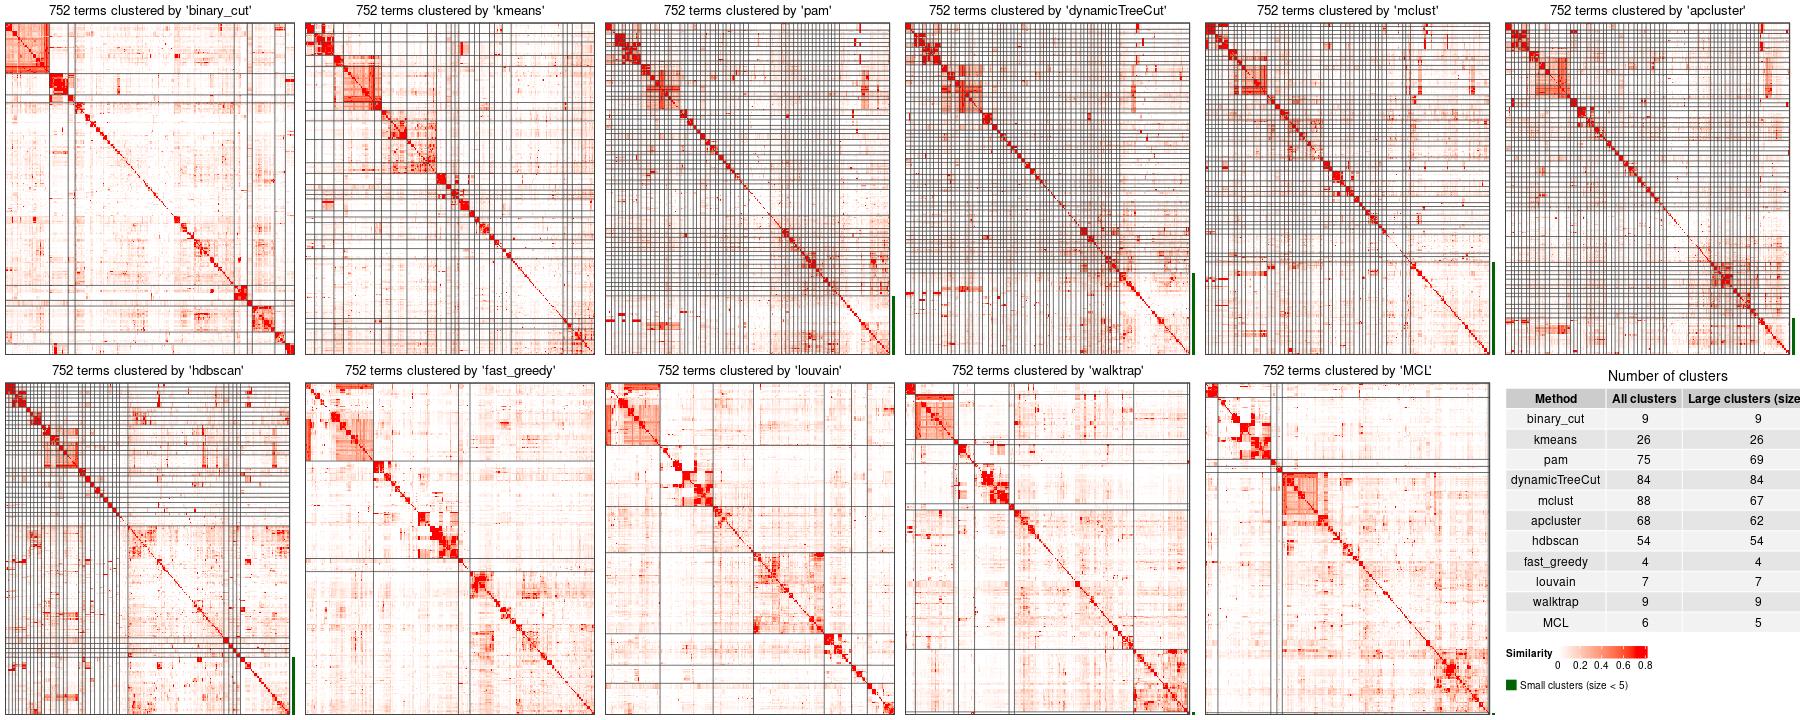 752 terms clustered by 'binary_cut'
752 terms clustered by 'kmeans'
752 terms clustered by 'pam'
752 terms clustered by 'dynamicTreeCut'
752 terms clustered by 'mclust'
752 terms clustered by 'apcluster'
752 terms clustered by 'hdbscan'
752 terms clustered by 'fast_greedy'
752 terms clustered by 'louvain'
752 terms clustered by 'walktrap'
752 terms clustered by 'MCL'
Number of clusters
Method All clusters Large clusters (size
binary_cut 9 9
kmeans 26 26
pam 75 69
dynamicTreeCut 84 84
mclust 88 67
apcluster 68 62
hdbscan 54 54
fast_greedy 4 4
louvain 7 7
walktrap 9 9
MCL 6 5
Similarity
0 0.2 0.4 0.6 0.8
Small clusters (size < 5)